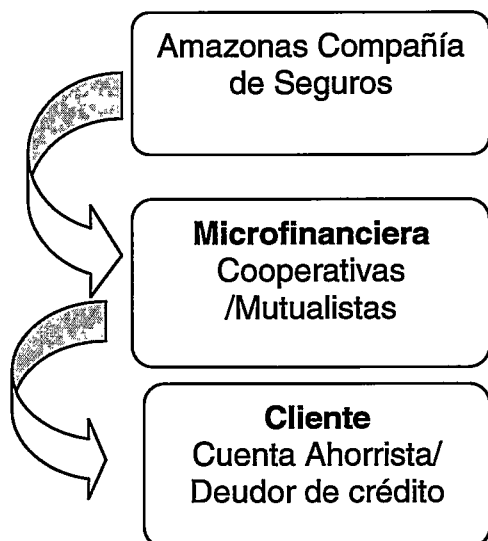 Amazonas Compañía
de Seguros
Microfinanciera
Cooperativas
/Mutualistas
Cliente
Cuenta Ahorrista/
Deudor de crédito